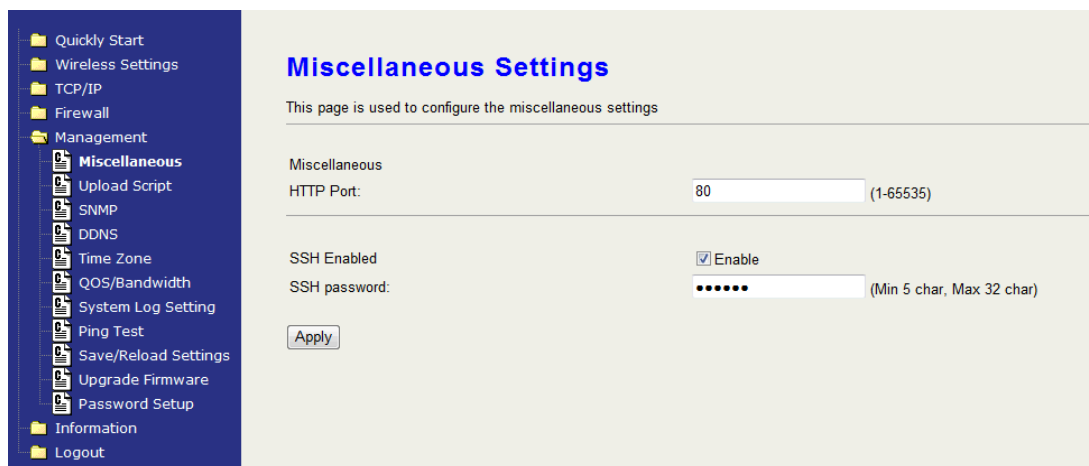 Quickly Start
Wireless Settings
TCP/IP
Firewall
Management
Miscellaneous
Upload Script
SNMP
DDNS
Time Zone
QOS/Bandwidth
System Log Setting
Ping Test
Save/Reload Settings
Upgrade Firmware
Password Setup
Information
Logout
Miscellaneous Settings
This page is used to configure the miscellaneous settings
Miscellaneous
HTTP Port: 80 (1-65535)
SSH Enabled Enable
SSH password: •••••• (Min 5 char, Max 32 char)
Apply